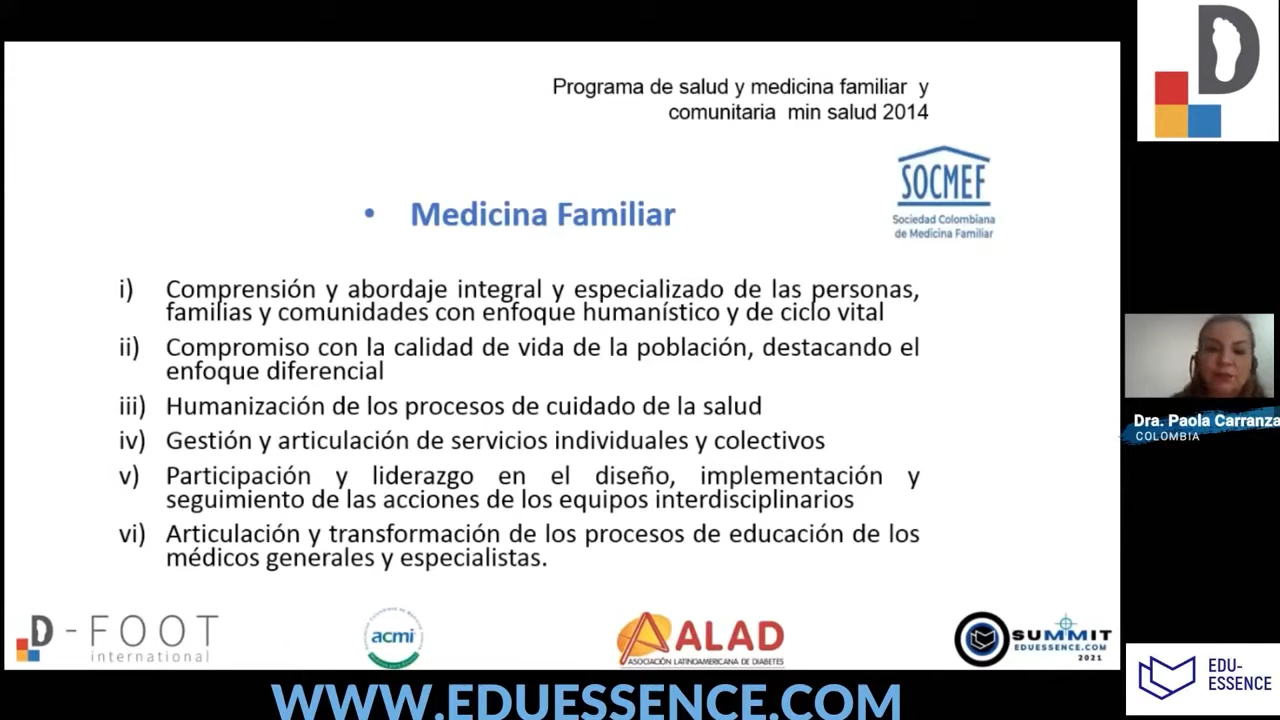 Programa de salud y medicina familiar y
comunitaria min salud 2014
SOCMEF
Sociedad Colombiana
de Medicina Familiar
• Medicina Familiar
i) Comprensión y abordaje integral y especializado de las personas,
familias y comunidades con enfoque humanístico y de ciclo vital
ii) Compromiso con la calidad de vida de la población, destacando el
enfoque diferencial
iii) Humanización de los procesos de cuidado de la salud
iv) Gestión y articulación de servicios individuales y colectivos
v) Participación y liderazgo en el diseño, implementación y
seguimiento de las acciones de los equipos interdisciplinarios
vi) Articulación y transformación de los procesos de educación de los
médicos generales y especialistas.
D
Dra. Paola Carranza
COLOMBIA
D-FOOT
international
acmi
ALAD
ASOCIACIÓN LATINOAMERICANA DE DIABETES
SUMMIT
EDUESSENCE.COM
2021
EDU-
ESSENCE
WWW.EDUESSENCE.COM